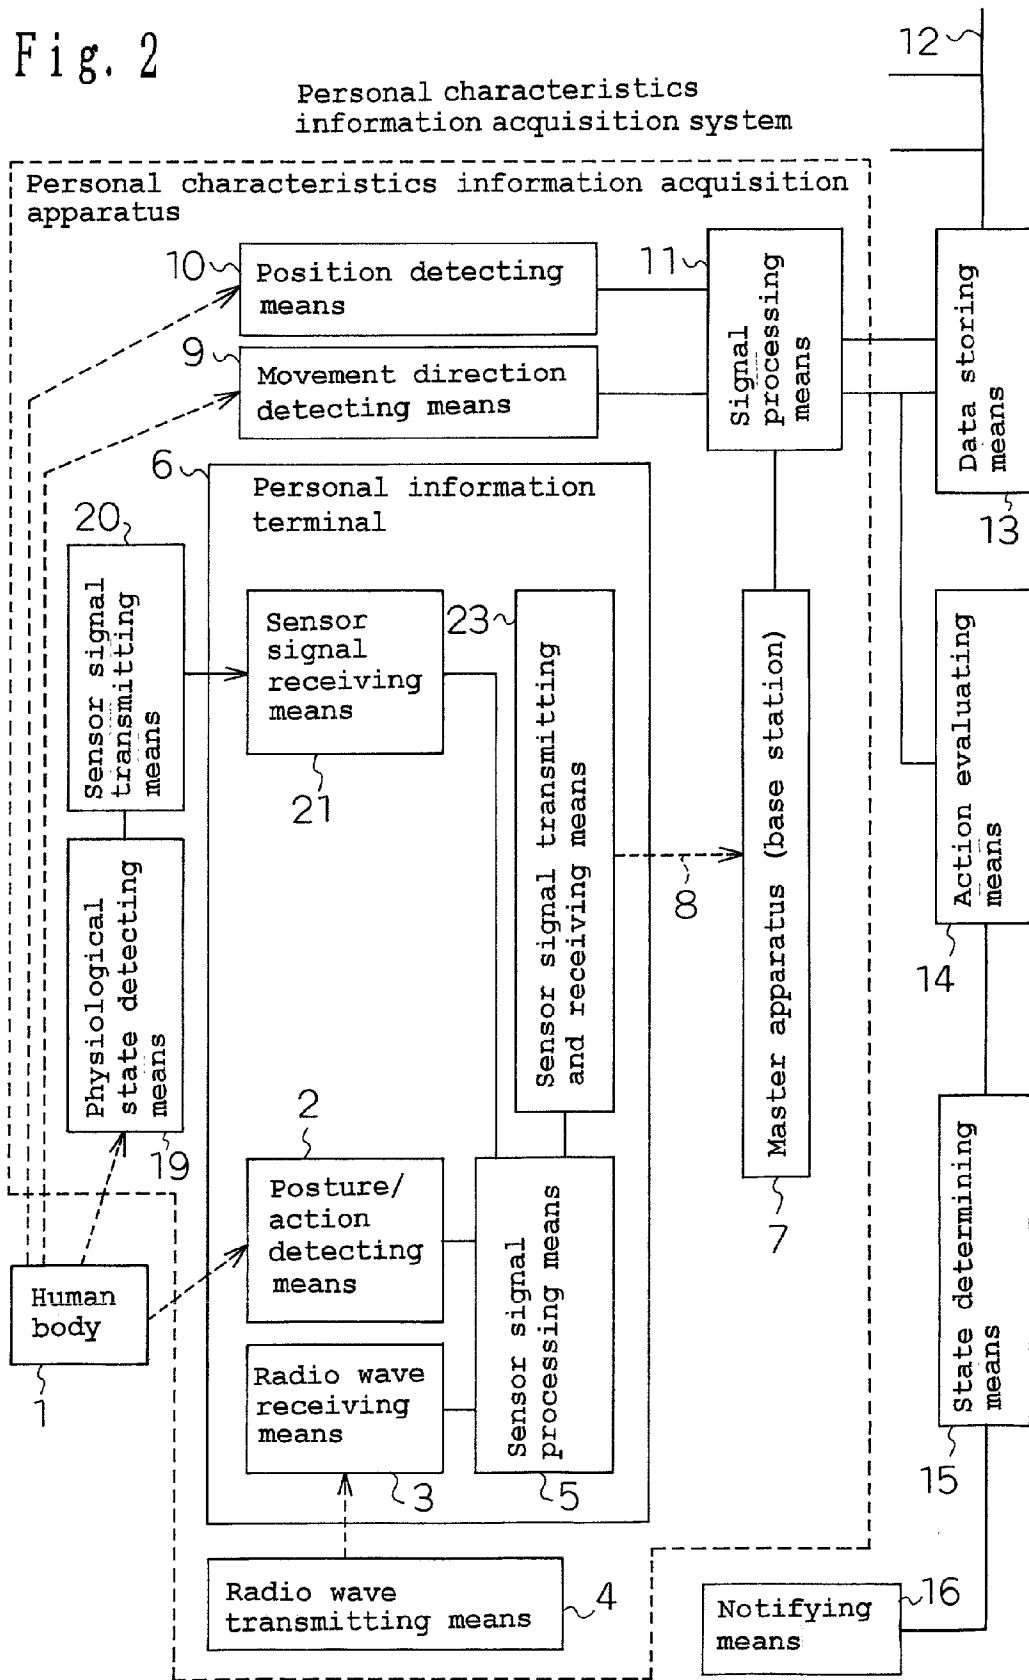 Fig. 2
12
Personal characteristics
information acquisition system
Personal characteristics information acquisition
apparatus
10
Position detecting
means
11
Signal
processing
means
Data storing
means
13
9
Movement direction
detecting means
6
Personal information
terminal
20
Sensor signal
transmitting
means
Sensor
signal
receiving
means
21
23
Sensor signal transmitting
and receiving means
8
Master apparatus (base station)
7
Action evaluating
means
14
Physiological
state detecting
means
19
2
Posture/
action
detecting
means
Sensor signal
processing means
5
Human
body
1
Radio wave
receiving
means
3
State determining
means
15
Radio wave
transmitting means
4
Notifying
means
16